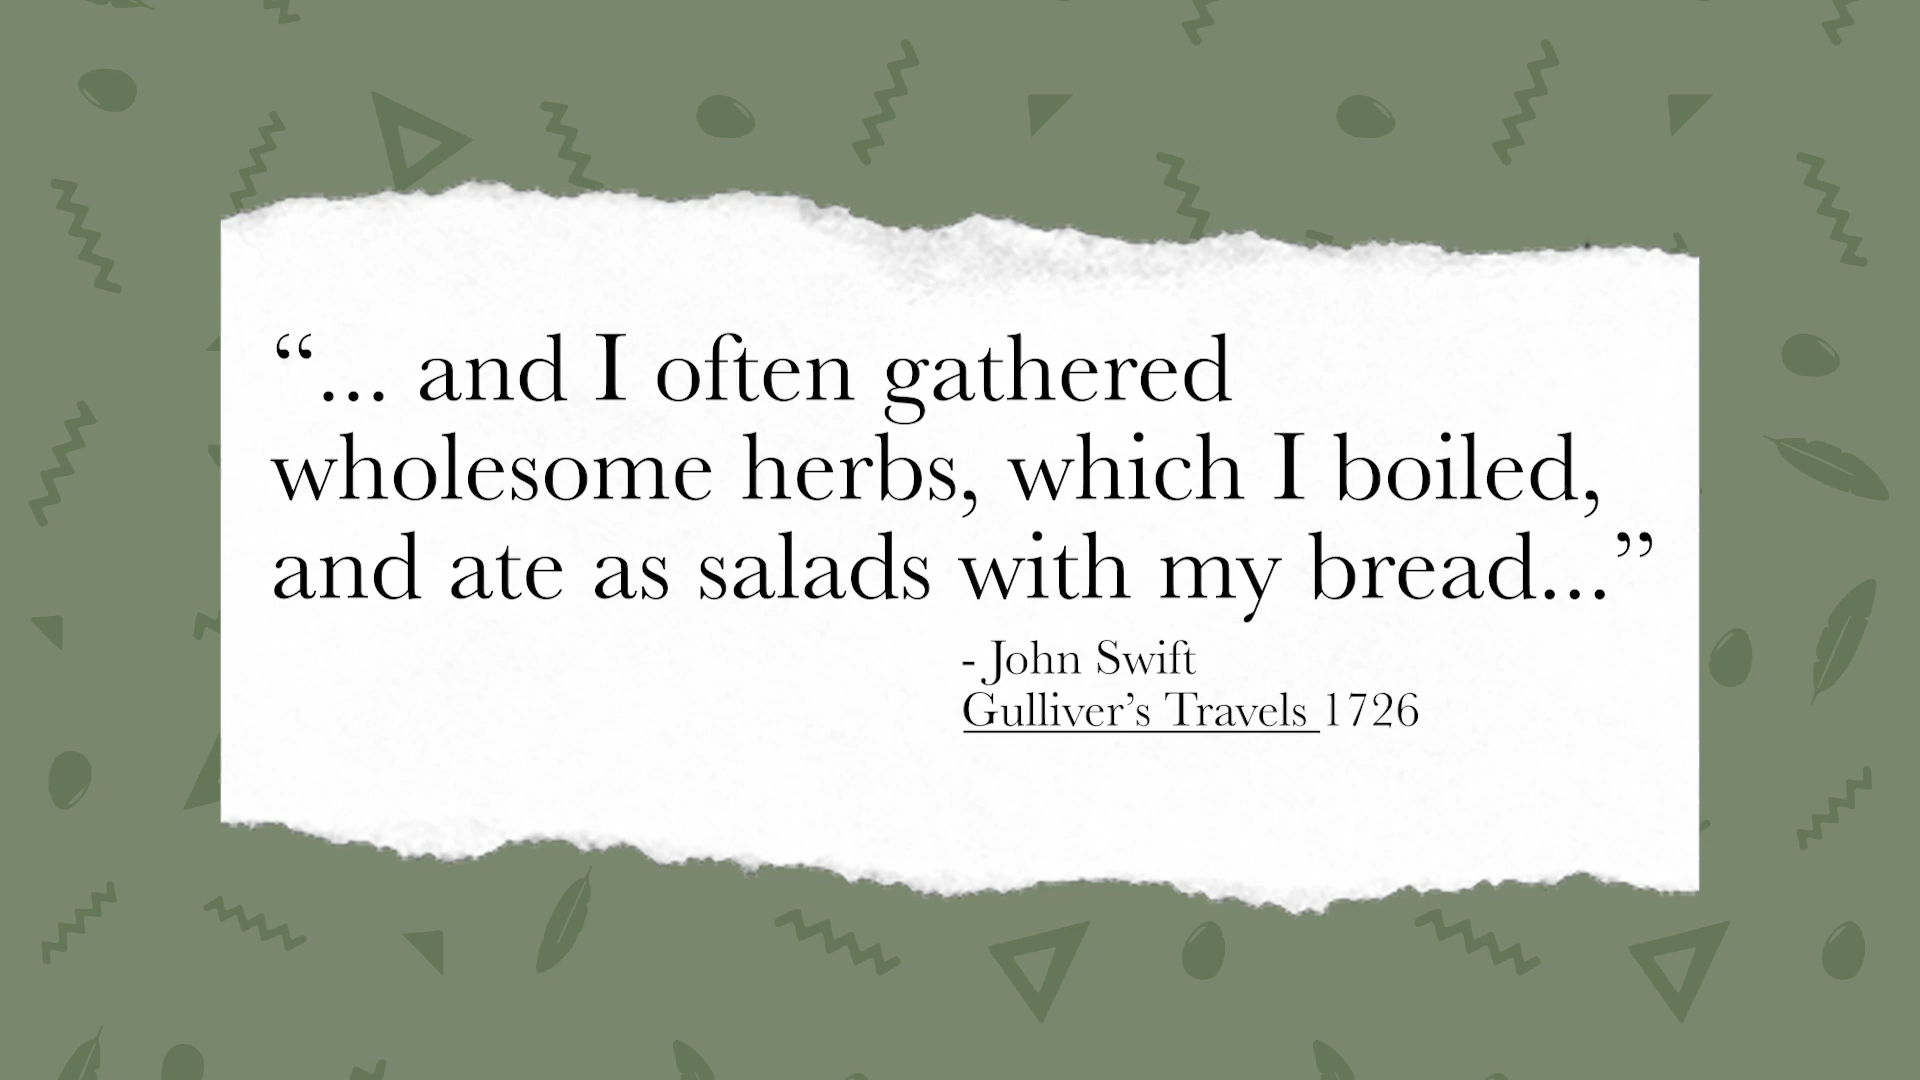 “... and I often gathered
wholesome herbs, which I boiled,
and ate as salads with my bread...”
- John Swift
Gulliver’s Travels 1726